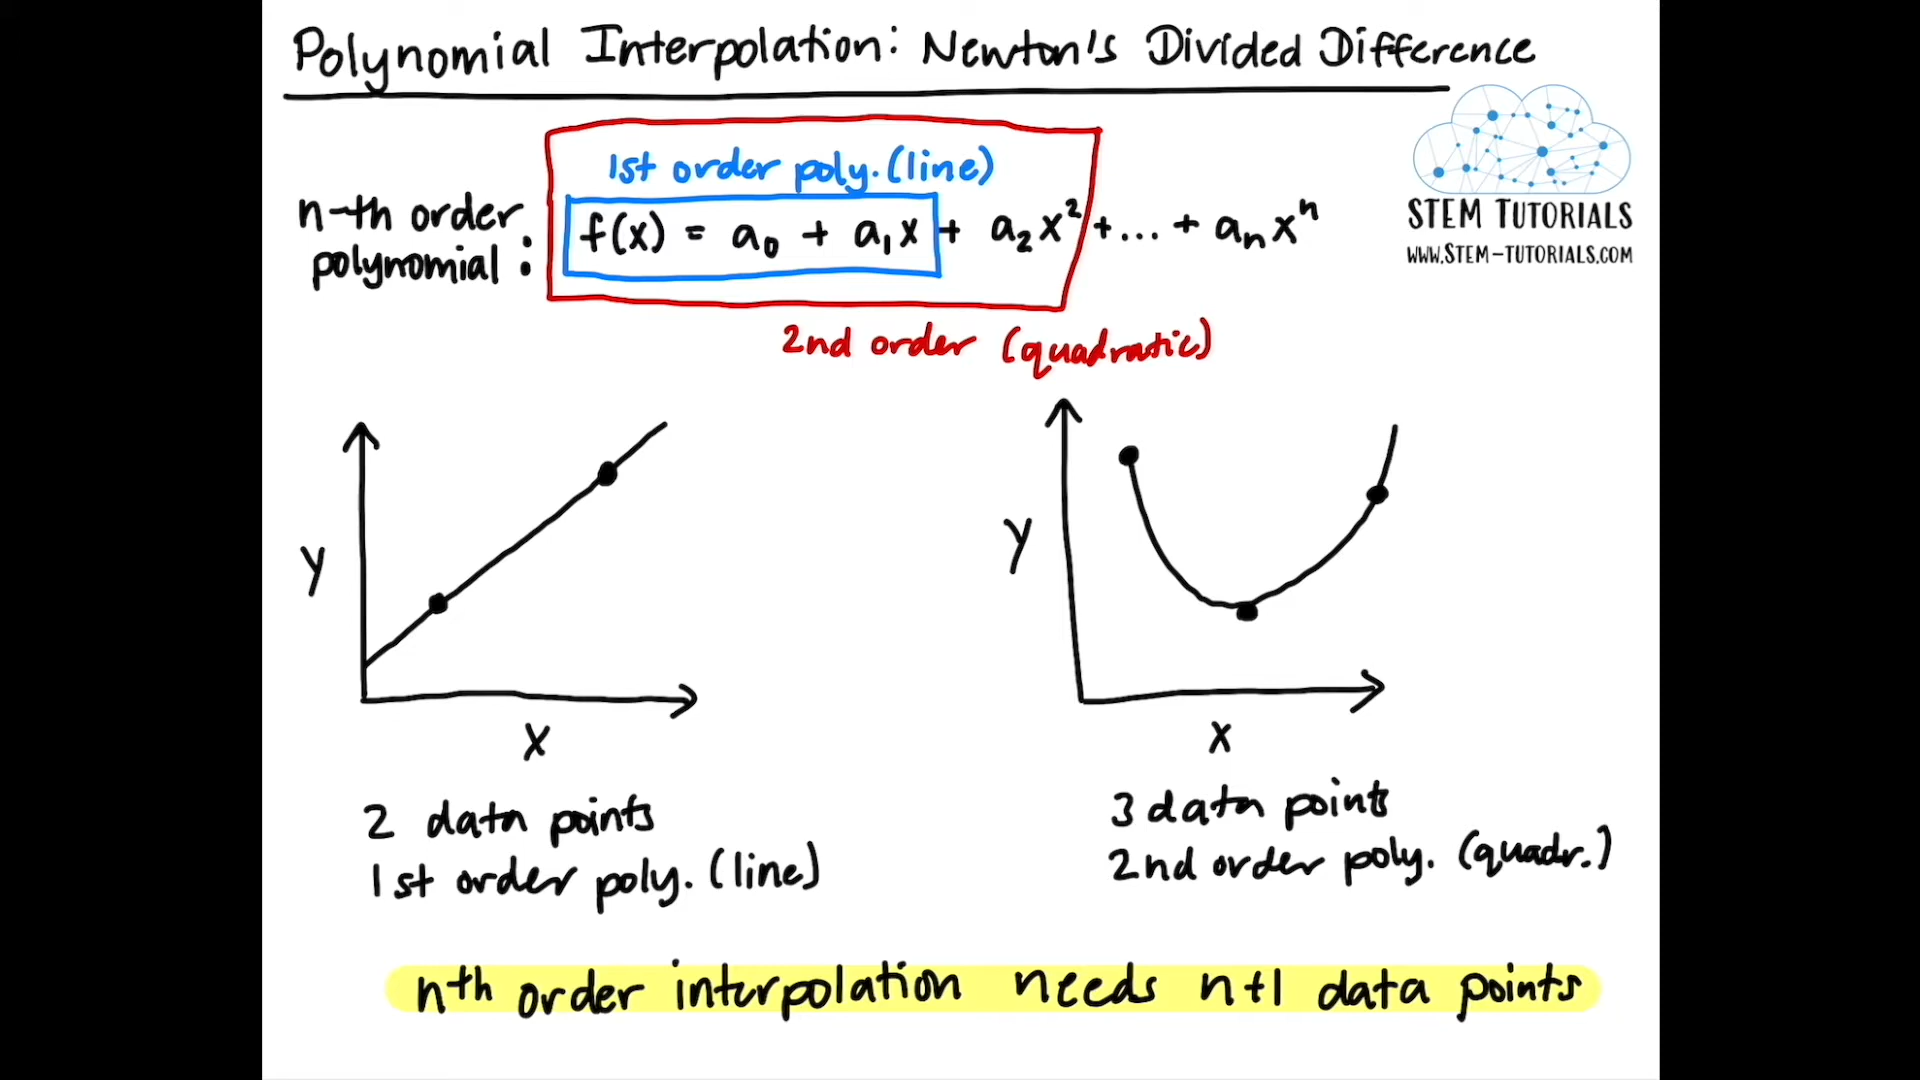 Polynomial Interpolation: Newton's Divided Difference
1st order poly. (line)
n-th order
polynomial :
f(x) = a₀ + a₁x + a₂x² + ... + aₙxⁿ
STEM TUTORIALS
WWW.STEM-TUTORIALS.COM
2nd order (quadratic)
y
x
y
x
2 data points
1st order poly. (line)
3 data points
2nd order poly. (quadr.)
nth order interpolation needs n+1 data points